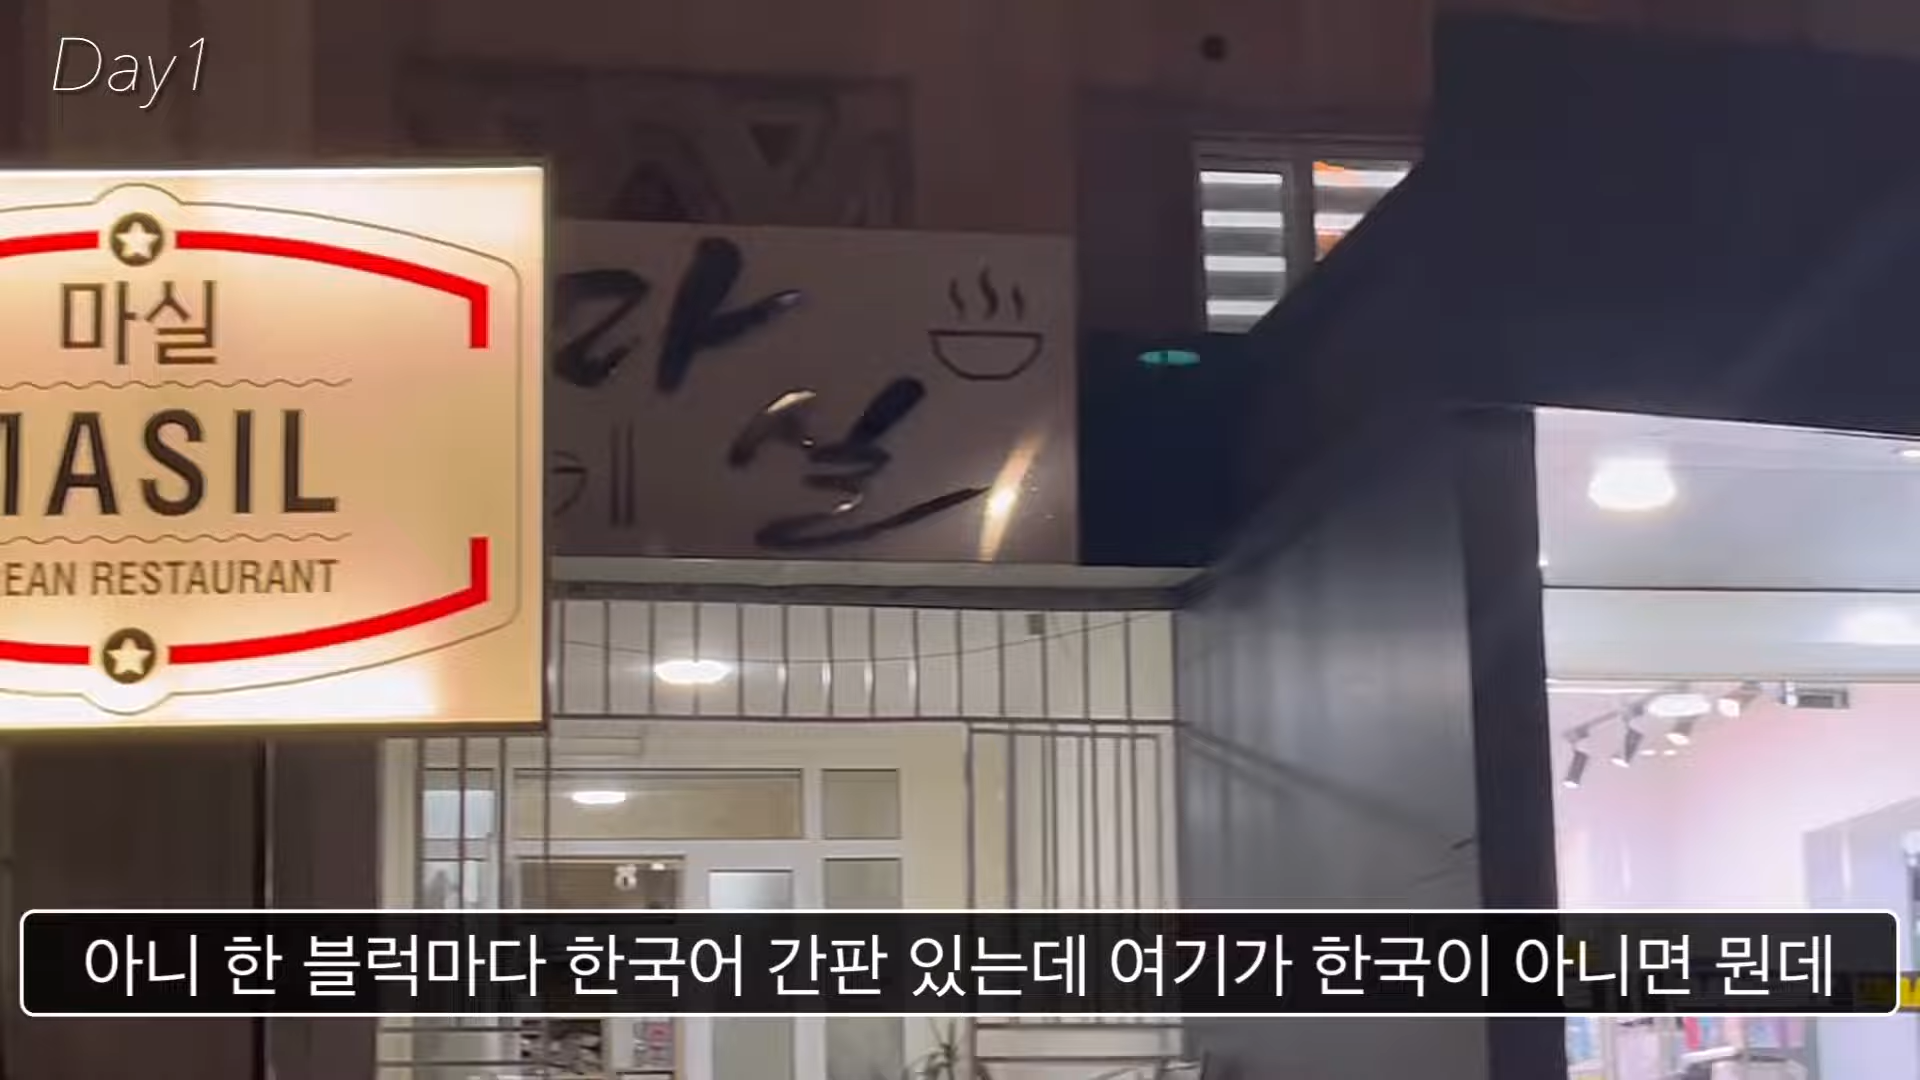 Day1
마실
MASIL
EAN RESTAURANT
마
실
아니 한 블럭마다 한국어 간판 있는데 여기가 한국이 아니면 뭔데